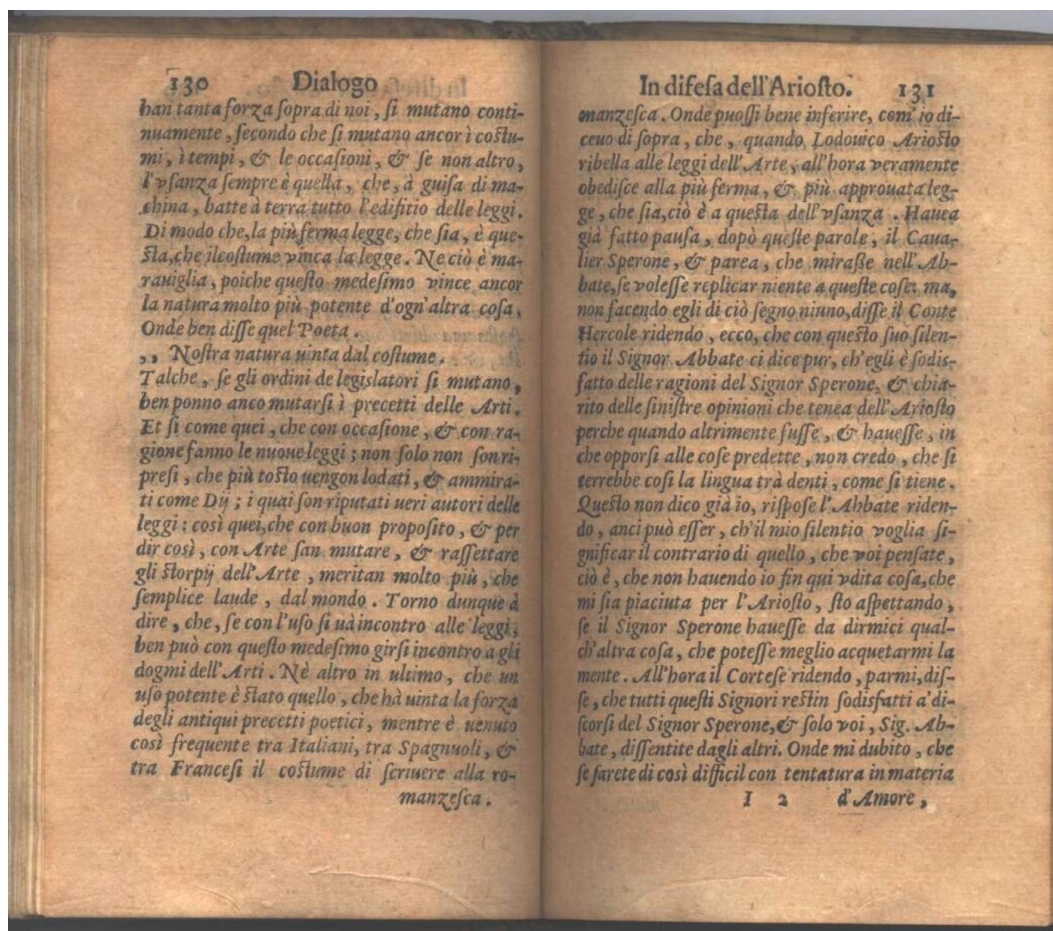 130 Dialogo
han tanta forza ſopra di noi, ſi mutano conti-
nuamente, ſecondo che ſi mutano ancor i coſtu-
mi, i tempi, & le occaſioni, & ſe non altro,
l'vſanza ſempre è quella, che, à guiſa di ma-
china, batte à terra tutto l'edifitio delle leggi.
Di modo che, la più ferma legge, che ſia, è que-
ſta, che il coſtume vinca la legge. Ne ciò è ma-
rauiglia, poiche queſto medeſimo vince ancor
la natura molto più potente d'ogn'altra coſa.
Onde ben diſſe quel Poeta.
,, Noſtra natura uinta dal coſtume.
Talche, ſe gli ordini de legislatori ſi mutano,
ben ponno anco mutarſi i precetti delle Arti.
Et ſi come quei, che con occaſione, & con ra-
gione fanno le nuoue leggi; non ſolo non ſon ri-
preſi, che più toſto uengon lodati, & ammira-
ti come Dij; i quai ſon riputati ueri autori delle
leggi: così quei, che con buon propoſito, & per
dir così, con Arte ſan mutare, & raſſettare
gli ſtorpij dell'Arte, meritan molto più, che
ſemplice laude, dal mondo. Torno dunque à
dire, che, ſe con l'uſo ſi uà incontro alle leggi,
ben può con queſto medeſimo girſi incontro a gli
dogmi dell'Arti. Nè altro in ultimo, che un
uſo potente è ſtato quello, che hà uinta la forza
degli antiqui precetti poetici, mentre è uenuto
così frequente tra Italiani, tra Spagnuoli, &
tra Franceſi il coſtume di ſcriuere alla ro-
manzeſca.
In difeſa dell'Arioſto. 131
manzeſca. Onde puoſſi bene inferire, com'io di-
ceuo di ſopra, che, quando Lodouico Arioſto
ribella alle leggi dell'Arte, all'hora veramente
obediſce alla più ferma, & più approuata leg-
ge, che ſia, ciò è a queſta dell'vſanza. Hauea
già fatto pauſa, dopò queſte parole, il Caua-
lier Sperone, & parea, che miraſſe nell'Ab-
bate, ſe voleſſe replicar niente a queſte coſe: ma,
non facendo egli di ciò ſegno niuno, diſſe il Conte
Hercole ridendo, ecco, che con queſto ſuo ſilen-
tio il Signor Abbate ci dice pur, ch'egli è ſodis-
fatto delle ragioni del Signor Sperone, & chia-
rito delle ſiniſtre opinioni che tenea dell'Arioſto
perche quando altrimente fuſſe, & haueſſe, in
che opporſi alle coſe predette, non credo, che ſi
terrebbe coſi la lingua trà denti, come ſi tiene.
Queſto non dico già io, riſpoſe l'Abbate riden-
do, anci può eſſer, ch'il mio ſilentio voglia ſi-
gnificar il contrario di quello, che voi penſate,
ciò è, che non hauendo io fin qui vdita coſa, che
mi ſia piaciuta per l'Arioſto, ſto aſpettando,
ſe il Signor Sperone haueſſe da dirmici qual-
ch'altra coſa, che poteſſe meglio acquetarmi la
mente. All'hora il Corteſe ridendo, parmi, diſ-
ſe, che tutti queſti Signori reſtin ſodisfatti a'di-
ſcorſi del Signor Sperone, & ſolo voi, Sig. Ab-
bate, diſſentite dagli altri. Onde mi dubito, che
ſe farete di così difficil con tentatura in materia
I 2 d'Amore,